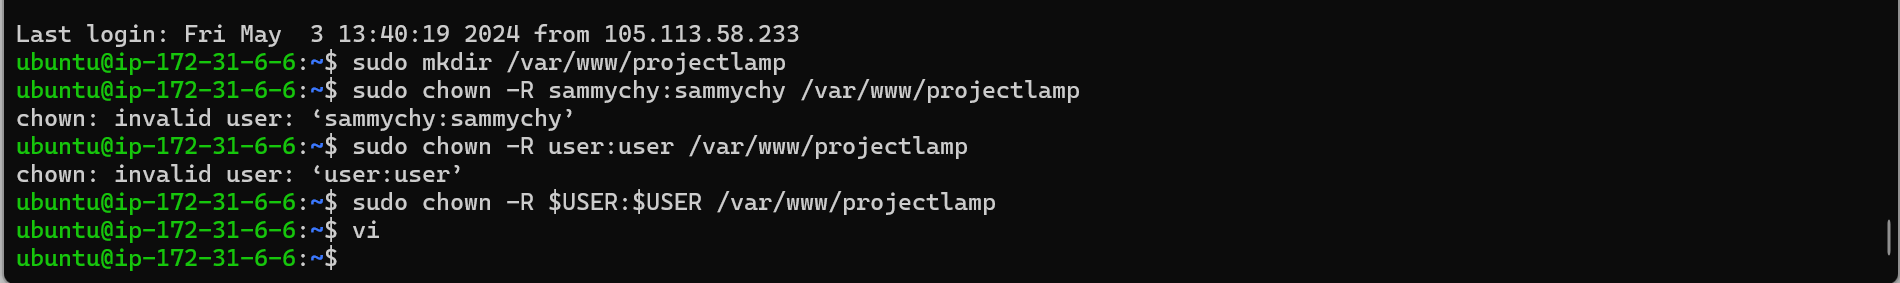 Last login: Fri May  3 13:40:19 2024 from 105.113.58.233
ubuntu@ip-172-31-6-6:~$ sudo mkdir /var/www/projectlamp
ubuntu@ip-172-31-6-6:~$ sudo chown -R sammychy:sammychy /var/www/projectlamp
chown: invalid user: ‘sammychy:sammychy’
ubuntu@ip-172-31-6-6:~$ sudo chown -R user:user /var/www/projectlamp
chown: invalid user: ‘user:user’
ubuntu@ip-172-31-6-6:~$ sudo chown -R $USER:$USER /var/www/projectlamp
ubuntu@ip-172-31-6-6:~$ vi
ubuntu@ip-172-31-6-6:~$